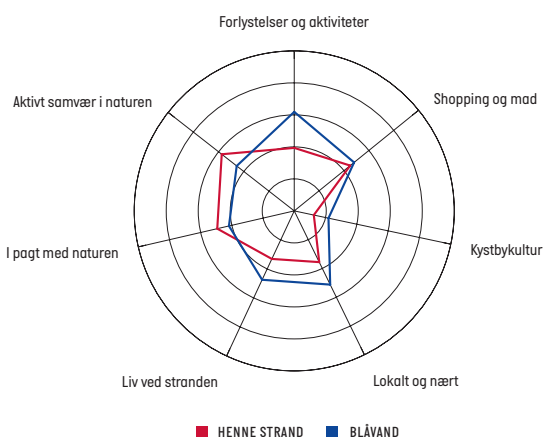 Forlystelser og aktiviteter
Aktivt samvær i naturen
Shopping og mad
I pagt med naturen
Kystbykultur
Liv ved stranden
Lokalt og nært
HENNE STRAND
BLÅVAND